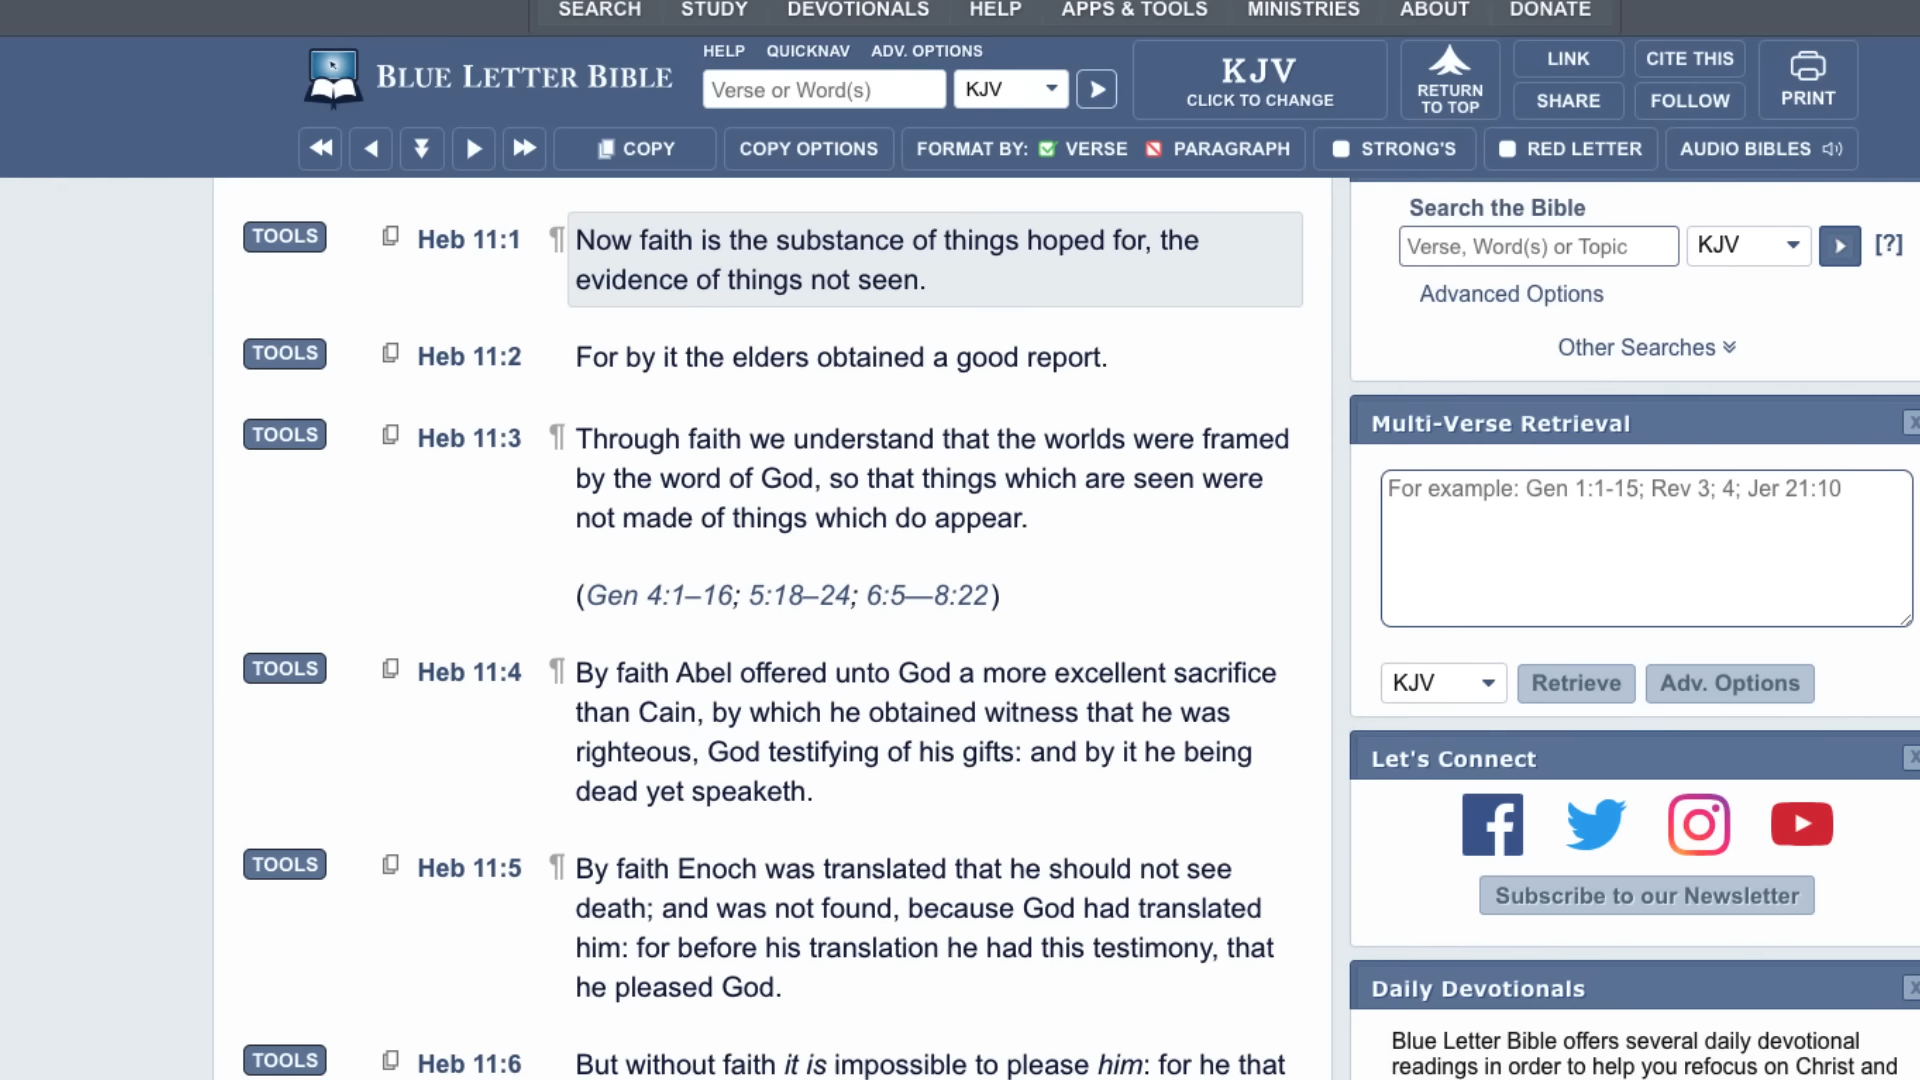 SEARCH STUDY DEVOTIONALS HELP APPS & TOOLS MINISTRIES ABOUT DONATE
BLUE LETTER BIBLE
HELP QUICKNAV ADV. OPTIONS
Verse or Word(s) KJV
KJV
CLICK TO CHANGE
RETURN
TO TOP
LINK CITE THIS
SHARE FOLLOW
PRINT
COPY COPY OPTIONS FORMAT BY: VERSE PARAGRAPH STRONG'S RED LETTER AUDIO BIBLES
TOOLS Heb 11:1 ¶ Now faith is the substance of things hoped for, the
evidence of things not seen.
TOOLS Heb 11:2 For by it the elders obtained a good report.
TOOLS Heb 11:3 ¶ Through faith we understand that the worlds were framed
by the word of God, so that things which are seen were
not made of things which do appear.
(Gen 4:1–16; 5:18–24; 6:5—8:22)
TOOLS Heb 11:4 ¶ By faith Abel offered unto God a more excellent sacrifice
than Cain, by which he obtained witness that he was
righteous, God testifying of his gifts: and by it he being
dead yet speaketh.
TOOLS Heb 11:5 ¶ By faith Enoch was translated that he should not see
death; and was not found, because God had translated
him: for before his translation he had this testimony, that
he pleased God.
TOOLS Heb 11:6 But without faith it is impossible to please him: for he that
Search the Bible
Verse, Word(s) or Topic KJV [?]
Advanced Options
Other Searches
Multi-Verse Retrieval X
For example: Gen 1:1-15; Rev 3; 4; Jer 21:10
KJV Retrieve Adv. Options
Let's Connect X
Subscribe to our Newsletter
Daily Devotionals X
Blue Letter Bible offers several daily devotional
readings in order to help you refocus on Christ and